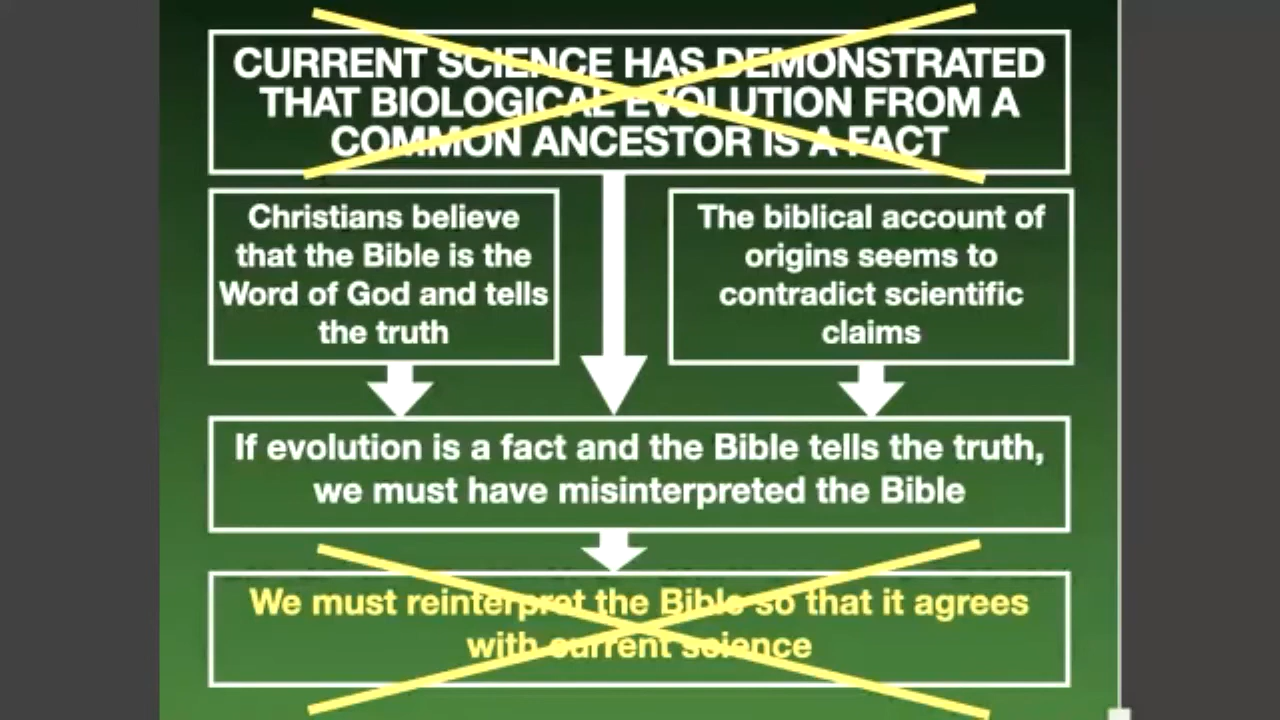 CURRENT SCIENCE HAS DEMONSTRATED
THAT BIOLOGICAL EVOLUTION FROM A
COMMON ANCESTOR IS A FACT
Christians believe
that the Bible is the
Word of God and tells
the truth
The biblical account of
origins seems to
contradict scientific
claims
If evolution is a fact and the Bible tells the truth,
we must have misinterpreted the Bible
We must reinterpret the Bible so that it agrees
with current science